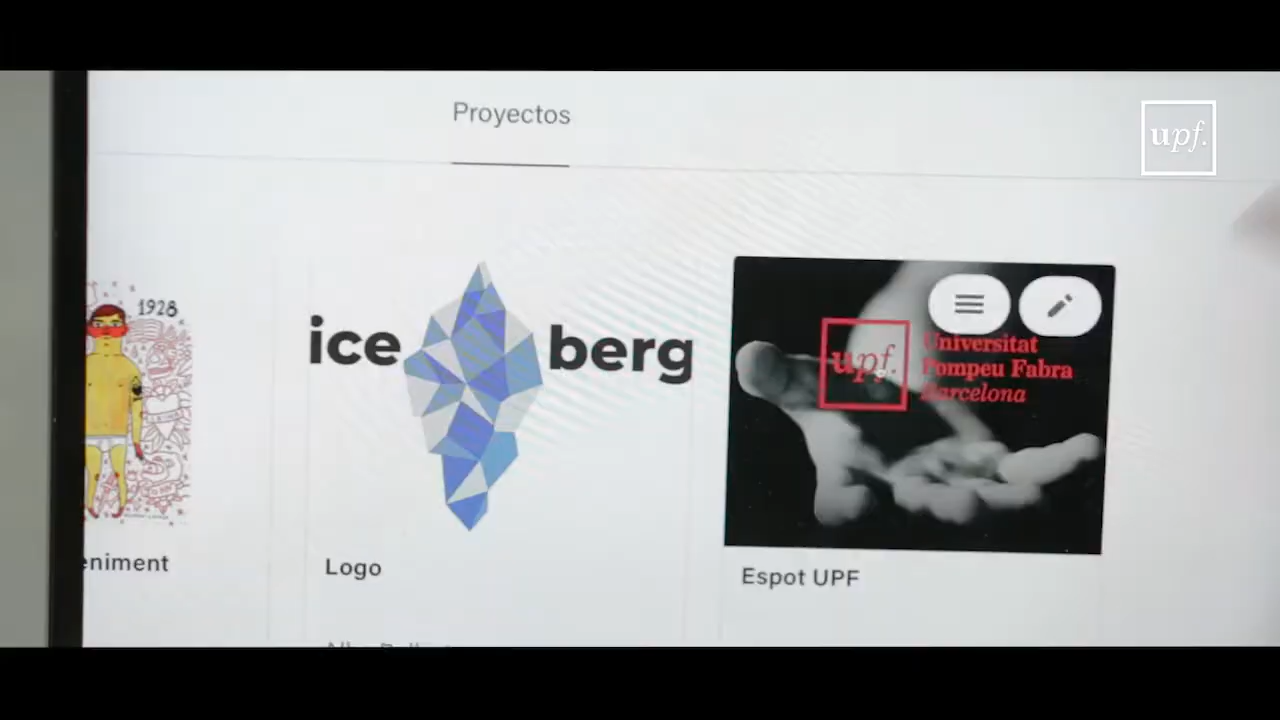 Proyectos
upf.
1928
ice berg
upf.
Universitat
Pompeu Fabra
Barcelona
eniment
Logo
Espot UPF